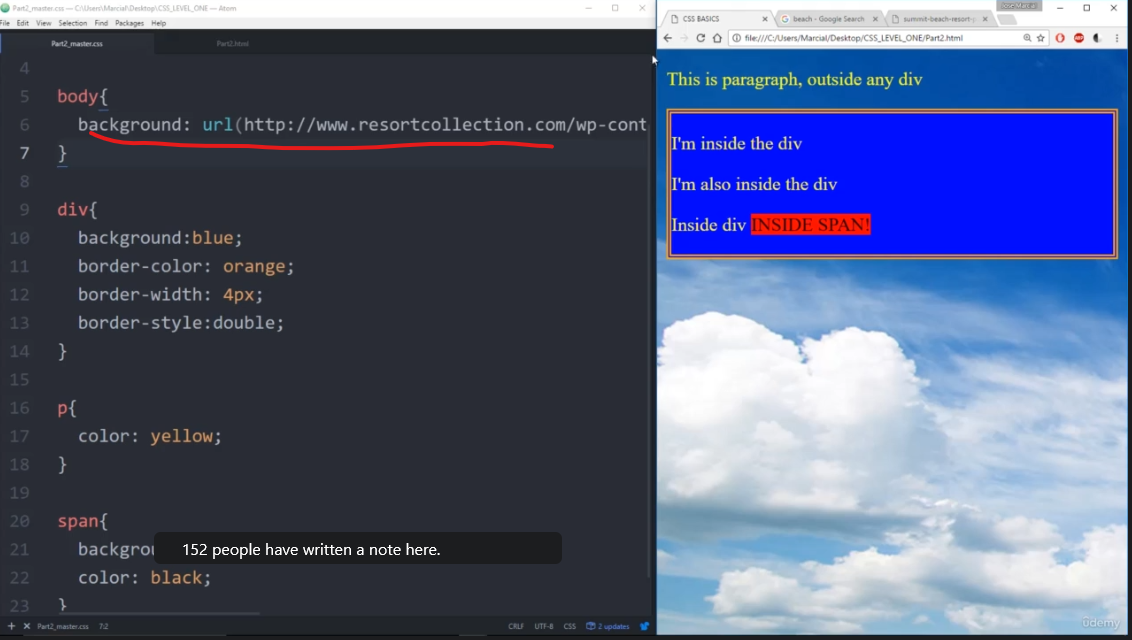 Part2_master.css — C:\Users\Marcial\Desktop\CSS_LEVEL_ONE — Atom
File Edit View Selection Find Packages Help
Part2_master.css Part2.html
4
5 body{
6 background: url(http://www.resortcollection.com/wp-cont
7 }
8
9 div{
10 background:blue;
11 border-color: orange;
12 border-width: 4px;
13 border-style:double;
14 }
15
16 p{
17 color: yellow;
18 }
19
20 span{
21 backgrou
22 color: black;
23 }
152 people have written a note here.
Part2_master.css 7:2 CRLF UTF-8 CSS 2 updates
Jose Marcial
CSS BASICS beach - Google Search summit-beach-resort-p
file:///C:/Users/Marcial/Desktop/CSS_LEVEL_ONE/Part2.html
This is paragraph, outside any div
I'm inside the div
I'm also inside the div
Inside div INSIDE SPAN!
ûdemy